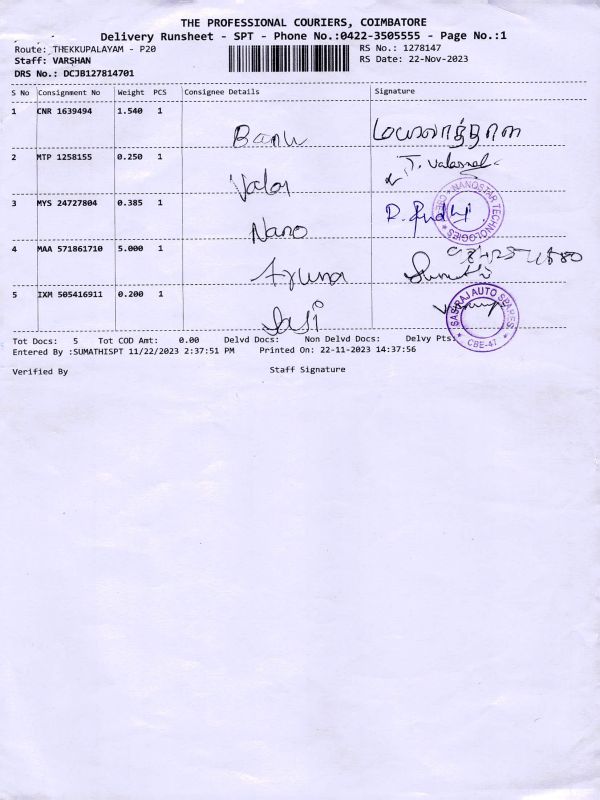 THE PROFESSIONAL COURIERS, COIMBATORE
Delivery Runsheet - SPT - Phone No.:0422-3505555 - Page No.:1
Route: THEKKUPALAYAM - P20
RS No.: 1278147
Staff: VARSHAN
RS Date: 22-Nov-2023
DRS No.: DCJB127814701
S No Consignment No Weight PCS Consignee Details Signature
1 CNR 1639494 1.540 1
Bank
2 MTP 1258155 0.250 1
Valor
3 MYS 24727804 0.385 1
Nano
NANOSTAR TECHNOLOGIES
4 MAA 571861710 5.000 1
Aruna
5 IXM 505416911 0.200 1
Sasi
SASIRAJ AUTO SPARES
CBE-41
Tot Docs: 5 Tot COD Amt: 0.00 Delvd Docs: Non Delvd Docs: Delvy Pts:
Entered By :SUMATHISPT 11/22/2023 2:37:51 PM Printed On: 22-11-2023 14:37:56
Verified By Staff Signature